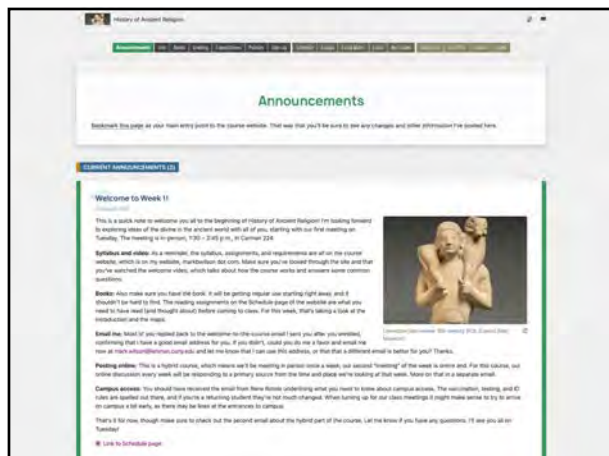 History of Ancient Religion
Announcements
Announcements
Bookmark this page as your main entry point to the course website. That way that you'll be sure to see any changes and other information I've posted here.
CURRENT ANNOUNCEMENTS (2)
Welcome to Week 1!
This is a quick note to welcome you all to the beginning of History of Ancient Religion! I'm looking forward
to exploring ideas of the divine in the ancient world with all of you, starting with our first meeting on
Tuesday. The meeting is in-person, 1:30 – 2:45 p.m., in Carman 224.
Syllabus and video: As a reminder, the syllabus, assignments, and requirements are all on the course
website, which is on my website, markbwilson dot com. Make sure you've looked through the site and that
you've watched the welcome video, which talks about how the course works and answers some common
questions.
Books: Also make sure you have the book. It will be getting regular use starting right away, and it
shouldn't be hard to find. The reading assignments on the Schedule page of the website are what you
need to have read (and thought about) before coming to class. For this week, that's taking a look at the
introduction and the maps.
Email me: Most of you replied back to the welcome-to-the-course email I sent you after you enrolled,
confirming that I have a good email address for you. If you didn't, could you do me a favor and email me
now at mark.wilson@lehman.cuny.edu and let me know that I can use this address, or that a different email is better for you? Thanks.
Posting online: This is a hybrid course, which means we'll be meeting in person once a week; our second "meeting" of the week is online. For this course, our
online discussion every week will be responding to a primary source from the time and place we're looking at that week. More on that in a separate email.
Campus access: You should have received the email from Rene Rotolo underlining what you need to know about campus access. The vaccination, testing, and ID
rules are spelled out there, and if you're a returning student they're not much changed. When turning up for our class meetings it might make sense to try to arrive
on campus a bit early, as there may be lines at the entrances to campus.
That's it for now, though make sure to check out the second email about the hybrid part of the course. Let me know if you have any questions. I'll see you all on
Tuesday!
Link to Schedule page